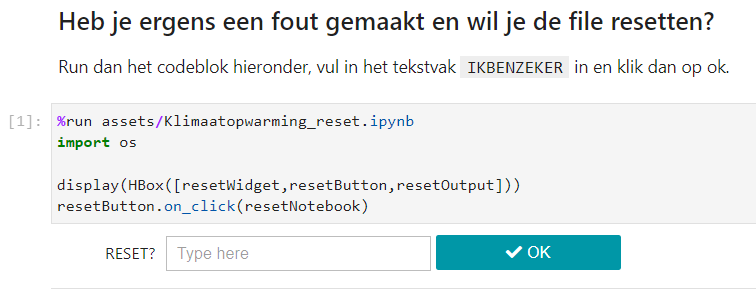 Heb je ergens een fout gemaakt en wil je de file resetten?
Run dan het codeblok hieronder, vul in het tekstvak IKBENZEKER in en klik dan op ok.
[1]: %run assets/Klimaatopwarming_reset.ipynb
import os
display(HBox([resetWidget,resetButton,resetOutput]))
resetButton.on_click(resetNotebook)
RESET? Type here ✔ OK